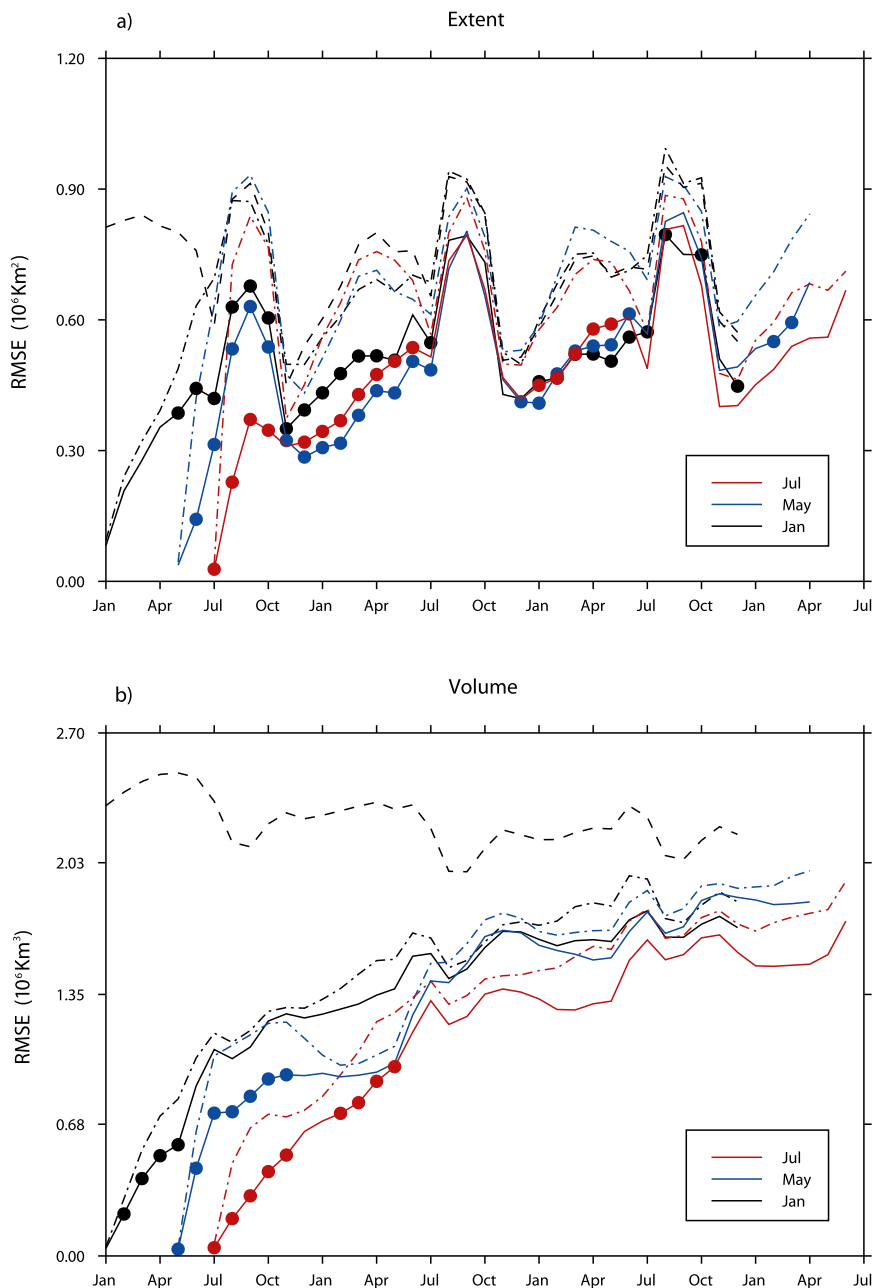 a) Extent
1.20
0.90
0.60
0.30
0.00
RMSE (10⁶Km²)
Jul
May
Jan
Jan Apr Jul Oct Jan Apr Jul Oct Jan Apr Jul Oct Jan Apr Jul
b) Volume
2.70
2.03
1.35
0.68
0.00
RMSE (10⁶Km³)
Jul
May
Jan
Jan Apr Jul Oct Jan Apr Jul Oct Jan Apr Jul Oct Jan Apr Jul